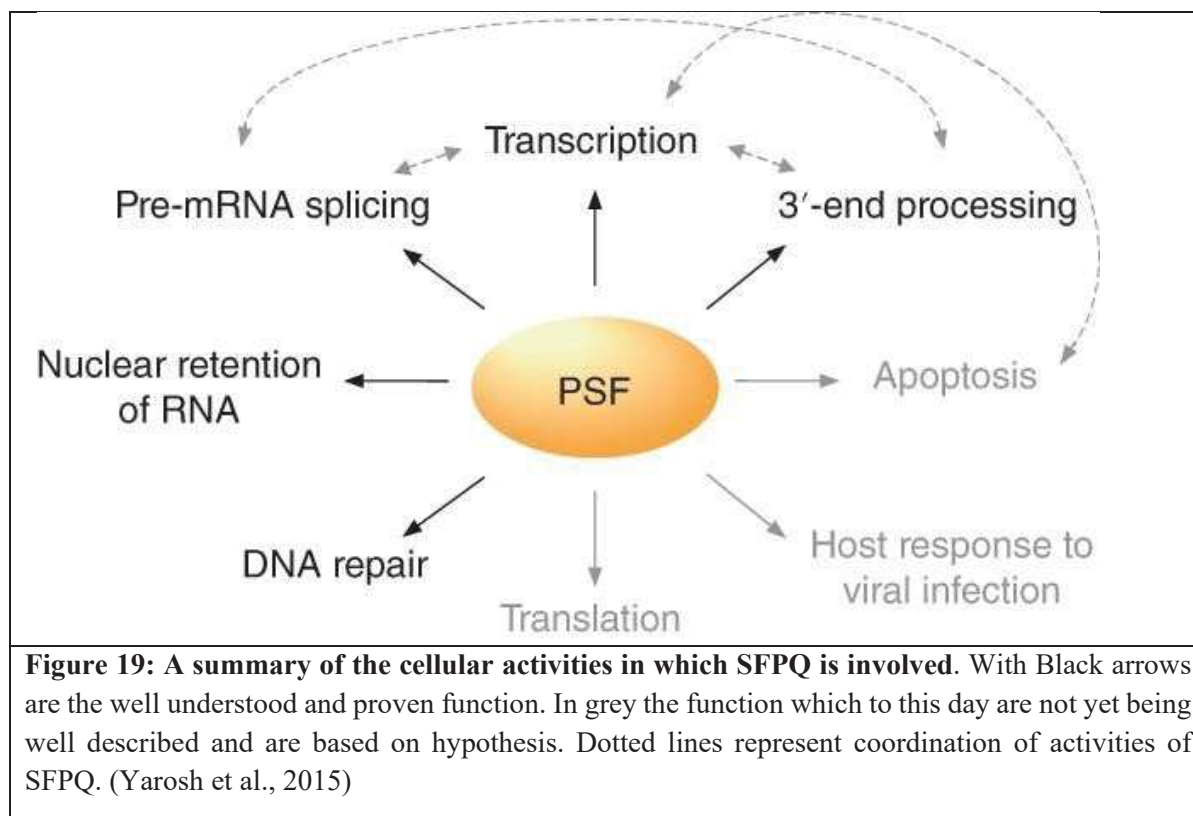 Transcription
Pre-mRNA splicing
3′-end processing
Nuclear retention
of RNA
PSF
Apoptosis
DNA repair
Host response to
viral infection
Translation
Figure 19: A summary of the cellular activities in which SFPQ is involved. With Black arrows
are the well understood and proven function. In grey the function which to this day are not yet being
well described and are based on hypothesis. Dotted lines represent coordination of activities of
SFPQ. (Yarosh et al., 2015)